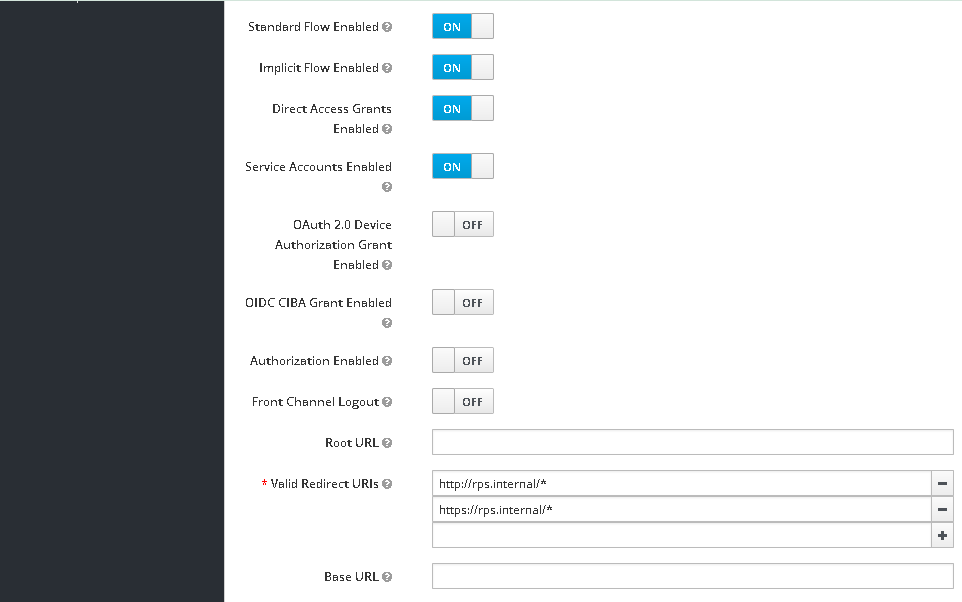 Standard Flow Enabled
ON
Implicit Flow Enabled
ON
Direct Access Grants
Enabled
ON
Service Accounts Enabled
ON
OAuth 2.0 Device
Authorization Grant
Enabled
OFF
OIDC CIBA Grant Enabled
OFF
Authorization Enabled
OFF
Front Channel Logout
OFF
Root URL
* Valid Redirect URIs
http://rps.internal/*
https://rps.internal/*
Base URL